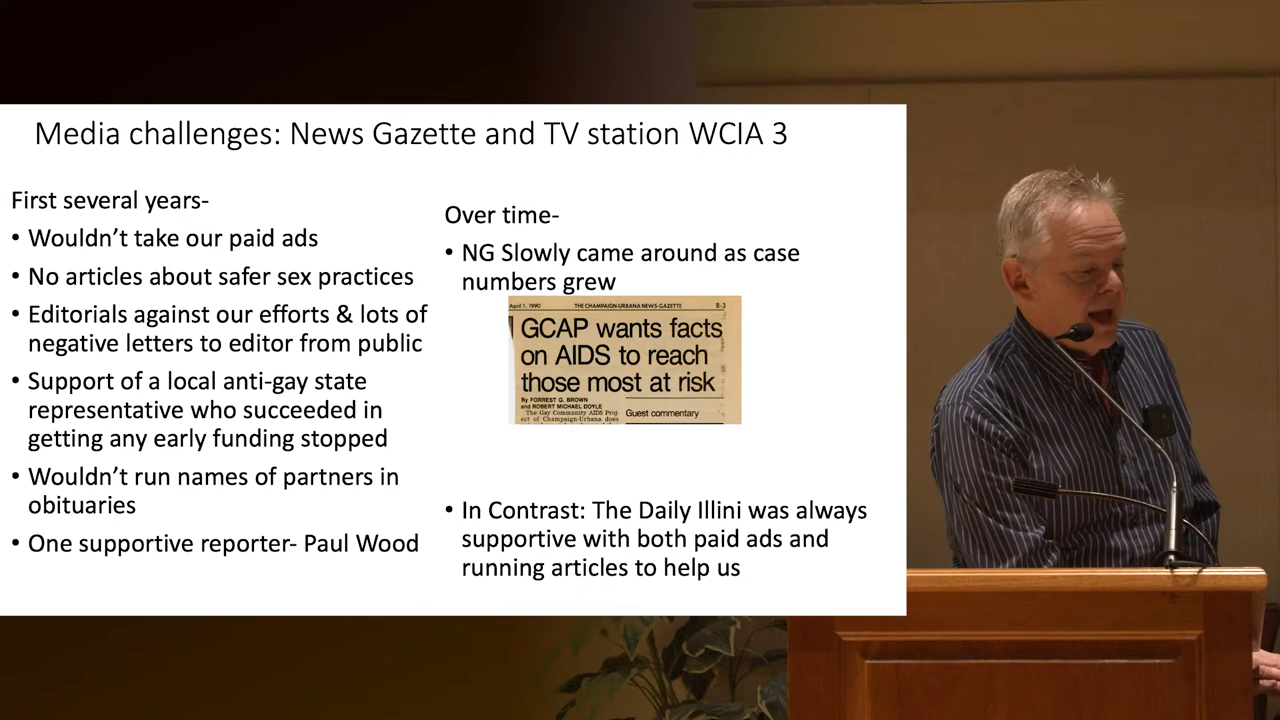 Media challenges: News Gazette and TV station WCIA 3
First several years-
• Wouldn't take our paid ads
• No articles about safer sex practices
• Editorials against our efforts & lots of
negative letters to editor from public
• Support of a local anti-gay state
representative who succeeded in
getting any early funding stopped
• Wouldn't run names of partners in
obituaries
• One supportive reporter- Paul Wood
Over time-
• NG Slowly came around as case
numbers grew
April 1, 1990 THE CHAMPAIGN-URBANA NEWS-GAZETTE B-3
GCAP wants facts
on AIDS to reach
those most at risk
By FORREST G. BROWN
and ROBERT MICHAEL DOYLE
The Gay Community AIDS Proj-
ect of Champaign-Urbana does
Guest commentary
• In Contrast: The Daily Illini was always
supportive with both paid ads and
running articles to help us